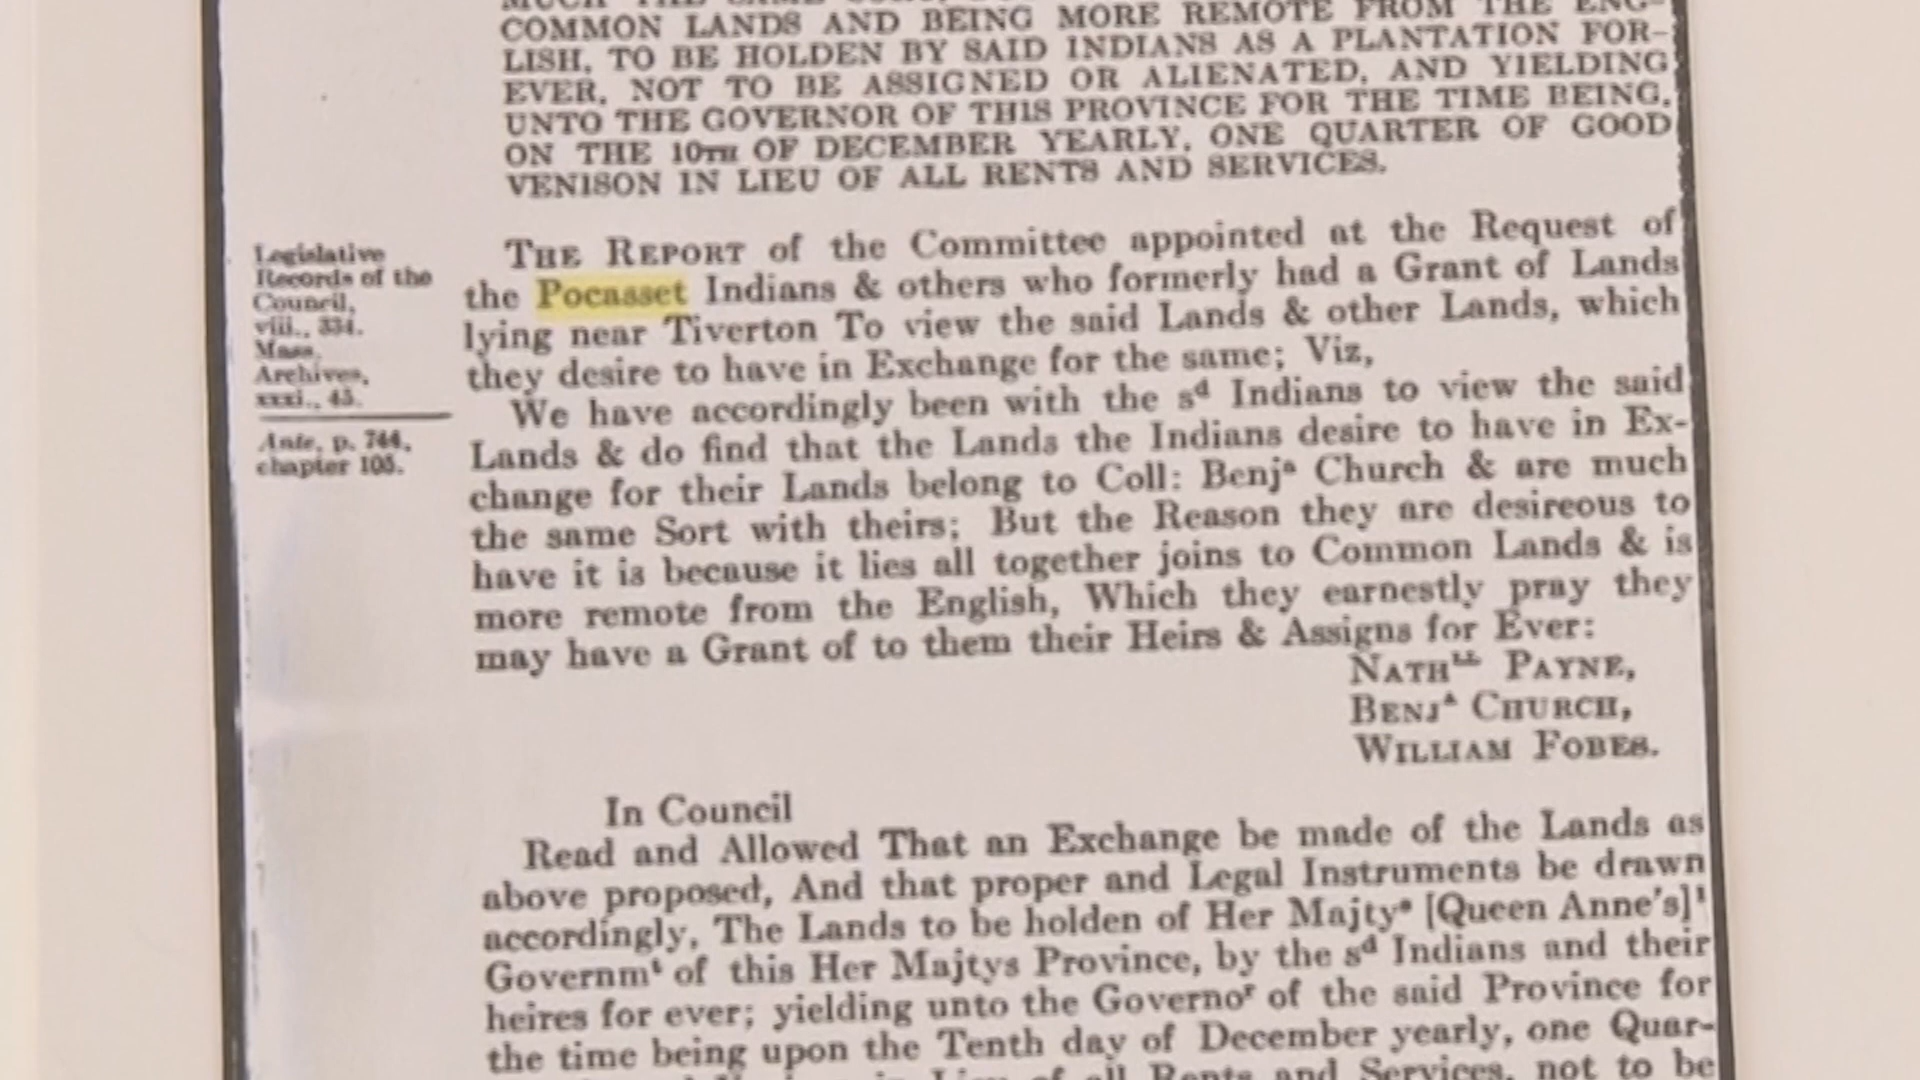 COMMON LANDS AND BEING MORE REMOTE FROM THE ENG-
LISH, TO BE HOLDEN BY SAID INDIANS AS A PLANTATION FOR-
EVER, NOT TO BE ASSIGNED OR ALIENATED, AND YIELDING
UNTO THE GOVERNOR OF THIS PROVINCE FOR THE TIME BEING,
ON THE 10TH OF DECEMBER YEARLY, ONE QUARTER OF GOOD
VENISON IN LIEU OF ALL RENTS AND SERVICES.
Legislative
Records of the
Council,
viii., 334.
Mass.
Archives,
xxxi., 45.
Ante, p. 744,
chapter 105.
THE REPORT of the Committee appointed at the Request of
the Pocasset Indians & others who formerly had a Grant of Lands
lying near Tiverton To view the said Lands & other Lands, which
they desire to have in Exchange for the same; Viz,
We have accordingly been with the sd Indians to view the said
Lands & do find that the Lands the Indians desire to have in Ex-
change for their Lands belong to Coll: Benja Church & are much
the same Sort with theirs; But the Reason they are desireous to
have it is because it lies all together joins to Common Lands & is
more remote from the English, Which they earnestly pray they
may have a Grant of to them their Heirs & Assigns for Ever:
NATHLL PAYNE,
BENJA CHURCH,
WILLIAM FOBES.
In Council
Read and Allowed That an Exchange be made of the Lands as
above proposed, And that proper and Legal Instruments be drawn
accordingly, The Lands to be holden of Her Majtye [Queen Anne's]1
Governmt of this Her Majtys Province, by the sd Indians and their
heires for ever; yielding unto the Governor of the said Province for
the time being upon the Tenth day of December yearly, one Quar-
in Lieu of all Rents and Services, not to be